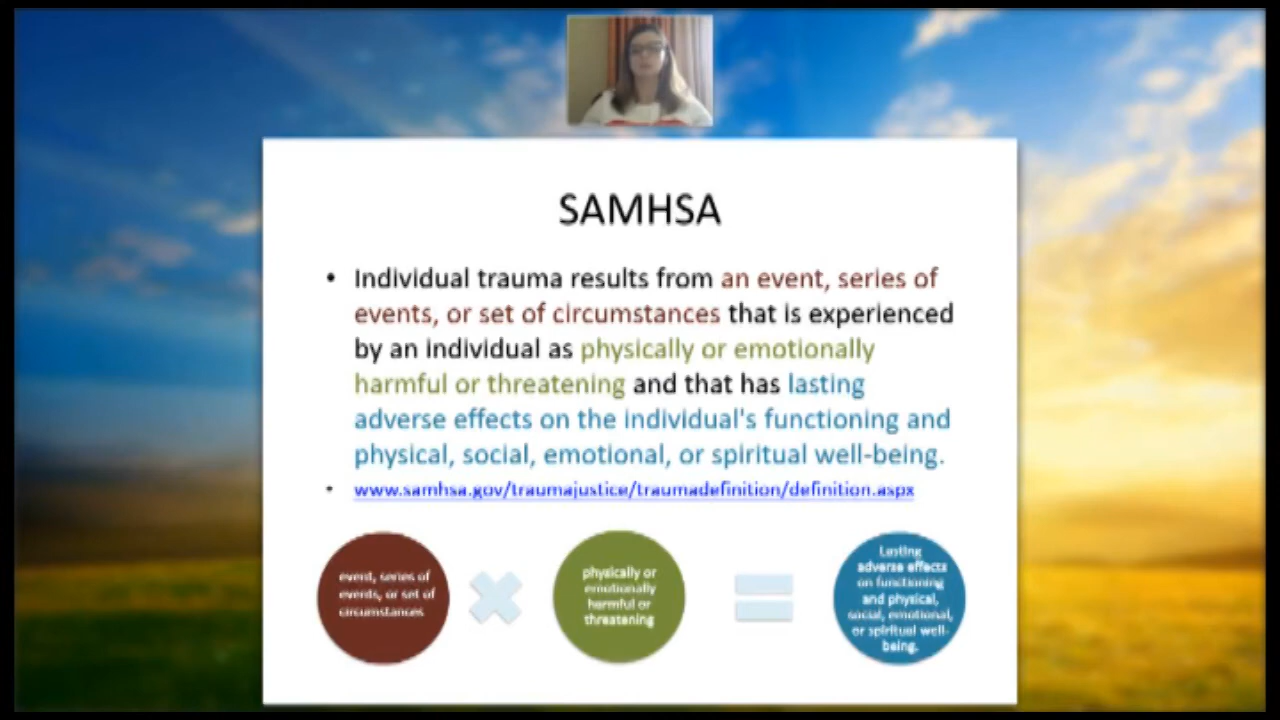 SAMHSA
• Individual trauma results from an event, series of
events, or set of circumstances that is experienced
by an individual as physically or emotionally
harmful or threatening and that has lasting
adverse effects on the individual's functioning and
physical, social, emotional, or spiritual well-being.
• www.samhsa.gov/traumajustice/traumadefinition/definition.aspx
event, series of
events, or set of
circumstances
physically or
emotionally
harmful or
threatening
Lasting
adverse effects
on functioning
and physical,
social, emotional,
or spiritual well-
being.